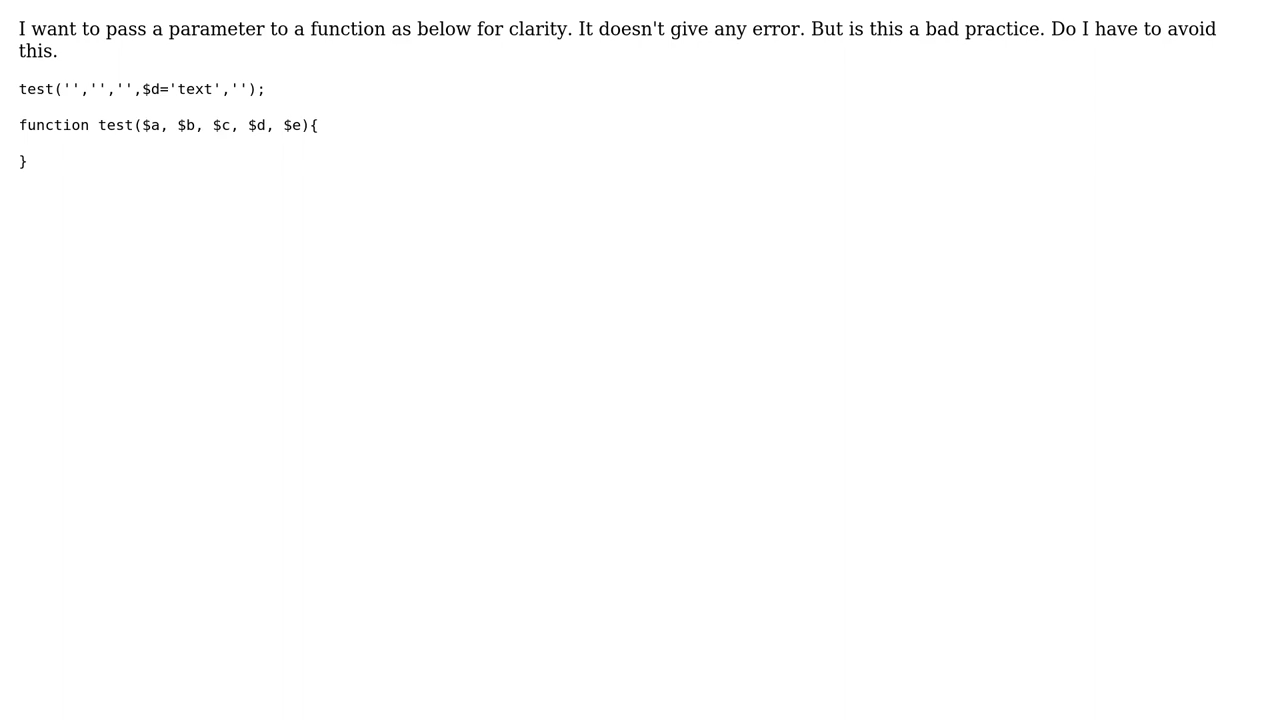 I want to pass a parameter to a function as below for clarity. It doesn't give any error. But is this a bad practice. Do I have to avoid
this.
test('','','',$d='text','');
function test($a, $b, $c, $d, $e){
}